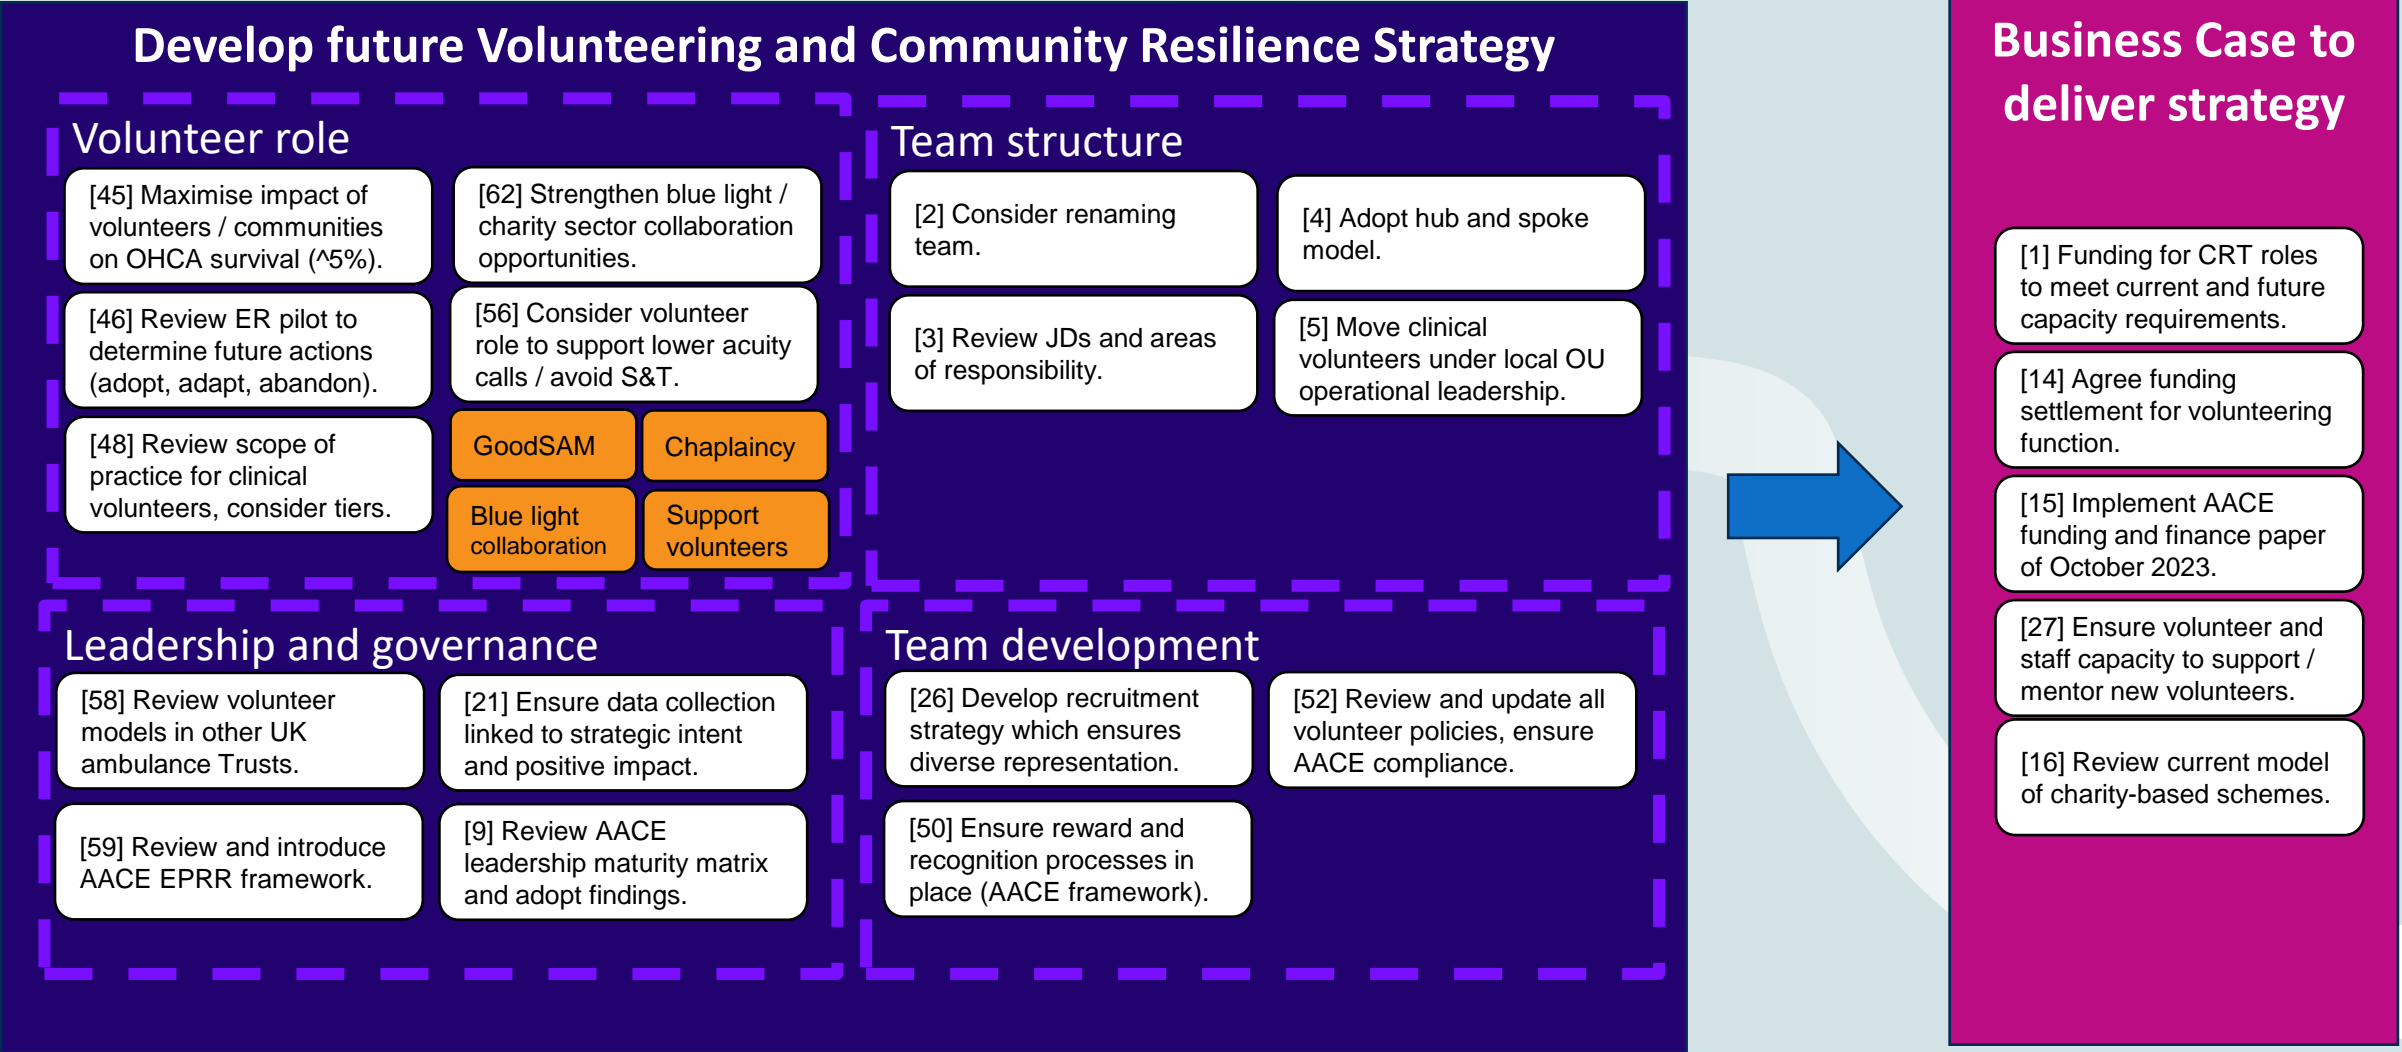 Develop future Volunteering and Community Resilience Strategy
Volunteer role
[45] Maximise impact of
volunteers / communities
on OHCA survival (^5%).
[46] Review ER pilot to
determine future actions
(adopt, adapt, abandon).
[48] Review scope of
practice for clinical
volunteers, consider tiers.
[62] Strengthen blue light /
charity sector collaboration
opportunities.
[56] Consider volunteer
role to support lower acuity
calls / avoid S&T.
GoodSAM
Chaplaincy
Blue light
collaboration
Support
volunteers
Team structure
[2] Consider renaming
team.
[3] Review JDs and areas
of responsibility.
[4] Adopt hub and spoke
model.
[5] Move clinical
volunteers under local OU
operational leadership.
Leadership and governance
[58] Review volunteer
models in other UK
ambulance Trusts.
[59] Review and introduce
AACE EPRR framework.
[21] Ensure data collection
linked to strategic intent
and positive impact.
[9] Review AACE
leadership maturity matrix
and adopt findings.
Team development
[26] Develop recruitment
strategy which ensures
diverse representation.
[50] Ensure reward and
recognition processes in
place (AACE framework).
[52] Review and update all
volunteer policies, ensure
AACE compliance.
Business Case to
deliver strategy
[1] Funding for CRT roles
to meet current and future
capacity requirements.
[14] Agree funding
settlement for volunteering
function.
[15] Implement AACE
funding and finance paper
of October 2023.
[27] Ensure volunteer and
staff capacity to support /
mentor new volunteers.
[16] Review current model
of charity-based schemes.